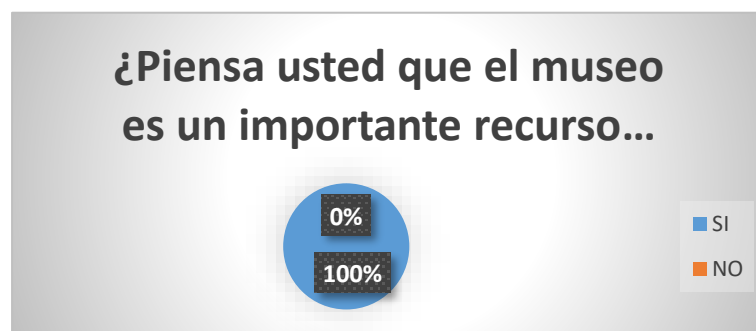 ¿Piensa usted que el museo
es un importante recurso…
0%
100%
SI
NO